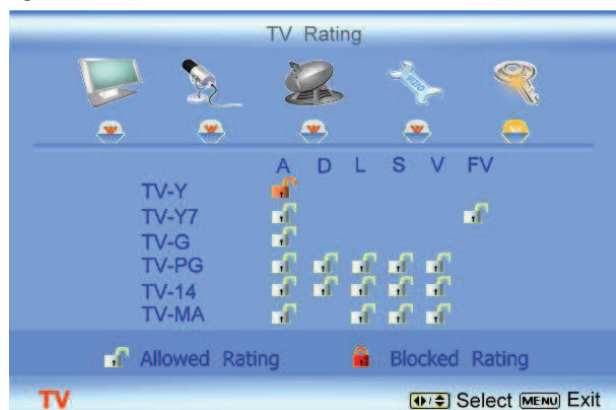 TV Rating
VIZIO
A D L S V FV
TV-Y
TV-Y7
TV-G
TV-PG
TV-14
TV-MA
Allowed Rating Blocked Rating
TV Select MENU Exit